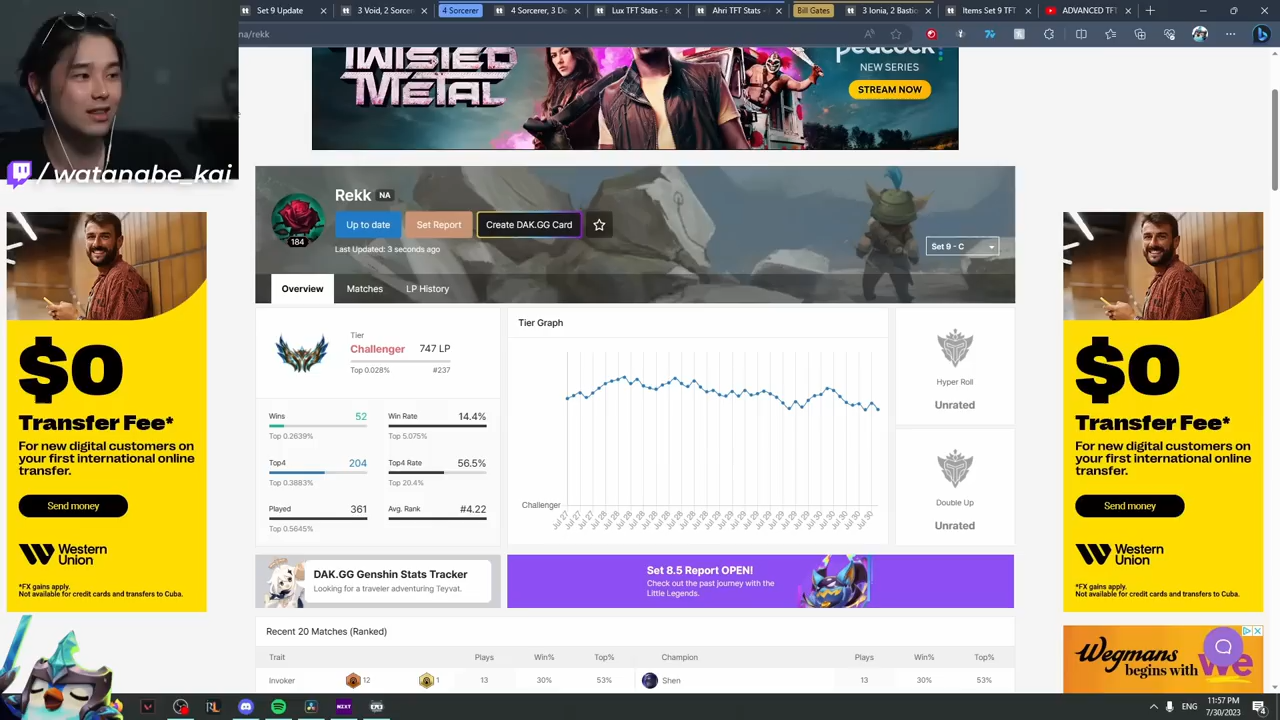 Set 9 Update
3 Void, 2 Sorcer
4 Sorcerer
4 Sorcerer, 3 De
Lux TFT Stats -
Ahri TFT Stats -
Bill Gates
3 Ionia, 2 Bastio
Items Set 9 TFT
ADVANCED TF
na/rekk
TWISTED
METAL
peacock
NEW SERIES
STREAM NOW
/watanabe_kai
Rekk NA
184
Up to date
Set Report
Create DAK.GG Card
Last Updated: 3 seconds ago
Set 9 - C
Overview
Matches
LP History
Tier
Challenger 747 LP
Top 0.028% #237
Wins 52
Top 0.2639%
Win Rate 14.4%
Top 5.075%
Top4 204
Top 0.3883%
Top4 Rate 56.5%
Top 20.4%
Played 361
Top 0.5645%
Avg. Rank #4.22
Tier Graph
Challenger
Hyper Roll
Unrated
Double Up
Unrated
DAK.GG Genshin Stats Tracker
Looking for a traveler adventuring Teyvat.
Set 8.5 Report OPEN!
Check out the past journey with the
Little Legends.
Recent 20 Matches (Ranked)
Trait Plays Win% Top% Champion Plays Win% Top%
Invoker 12 1 13 30% 53% Shen 13 30% 53%
$0
Transfer Fee*
For new digital customers on
your first international online
transfer.
Send money
Western
Union
*FX gains apply.
Not available for credit cards and transfers to Cuba.
$0
Transfer Fee*
For new digital customers on
your first international online
transfer.
Send money
Western
Union
*FX gains apply.
Not available for credit cards and transfers to Cuba.
Wegmans
begins with we
ENG
11:57 PM
7/30/2023
4